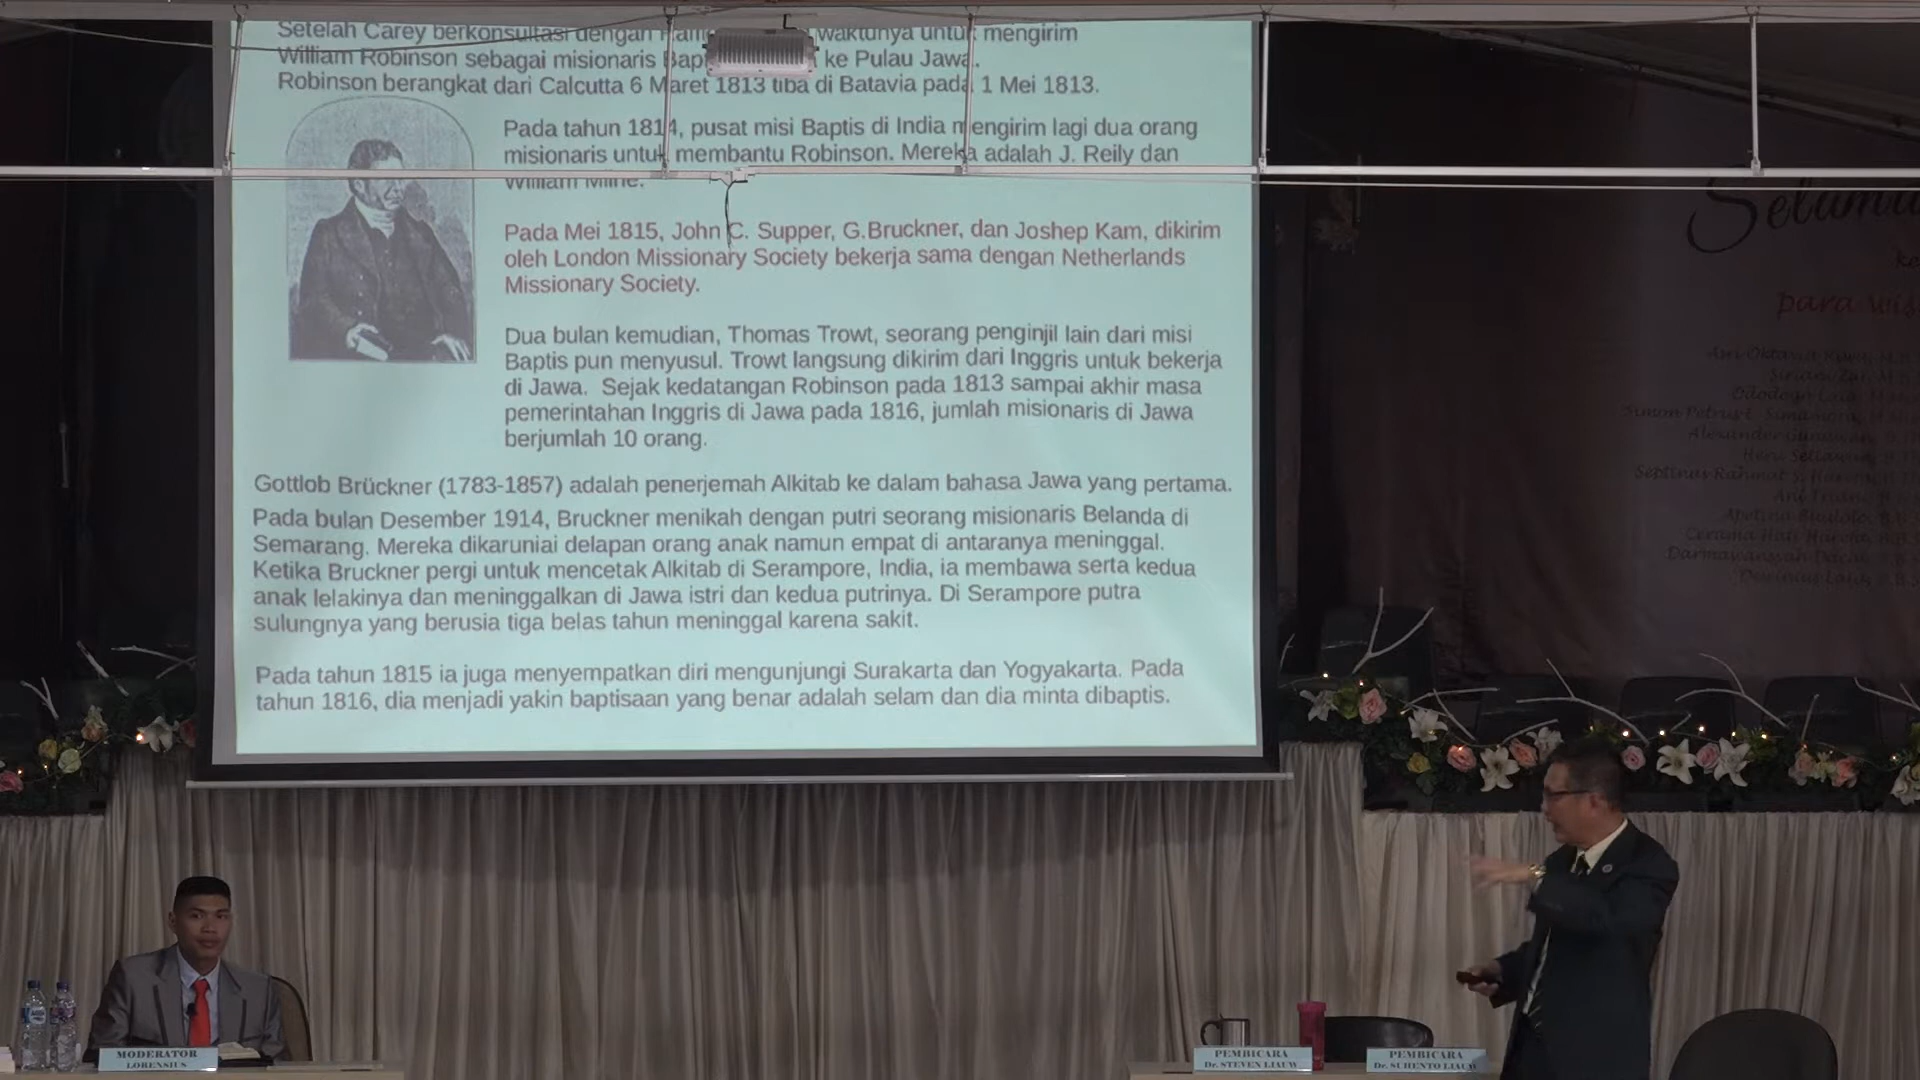 Setelah Carey berkonsultasi dengan waktunya untuk mengirim
William Robinson sebagai misionaris ke Pulau Jawa.
Robinson berangkat dari Calcutta 6 Maret 1813 tiba di Batavia pada 1 Mei 1813.
Pada tahun 1814, pusat misi Baptis di India mengirim lagi dua orang
misionaris untuk membantu Robinson. Mereka adalah J. Reily dan
William Milne.
Pada Mei 1815, John C. Supper, G.Bruckner, dan Joshep Kam, dikirim
oleh London Missionary Society bekerja sama dengan Netherlands
Missionary Society.
Dua bulan kemudian, Thomas Trowt, seorang penginjil lain dari misi
Baptis pun menyusul. Trowt langsung dikirim dari Inggris untuk bekerja
di Jawa. Sejak kedatangan Robinson pada 1813 sampai akhir masa
pemerintahan Inggris di Jawa pada 1816, jumlah misionaris di Jawa
berjumlah 10 orang.
Gottlob Brückner (1783-1857) adalah penerjemah Alkitab ke dalam bahasa Jawa yang pertama.
Pada bulan Desember 1914, Bruckner menikah dengan putri seorang misionaris Belanda di
Semarang. Mereka dikaruniai delapan orang anak namun empat di antaranya meninggal.
Ketika Bruckner pergi untuk mencetak Alkitab di Serampore, India, ia membawa serta kedua
anak lelakinya dan meninggalkan di Jawa istri dan kedua putrinya. Di Serampore putra
sulungnya yang berusia tiga belas tahun meninggal karena sakit.
Pada tahun 1815 ia juga menyempatkan diri mengunjungi Surakarta dan Yogyakarta. Pada
tahun 1816, dia menjadi yakin baptisaan yang benar adalah selam dan dia minta dibaptis.
para
MODERATOR
LORENSIUS
PEMBICARA
Dr. STEVEN LIAUW
PEMBICARA
Dr. SUHENTO LIAUW